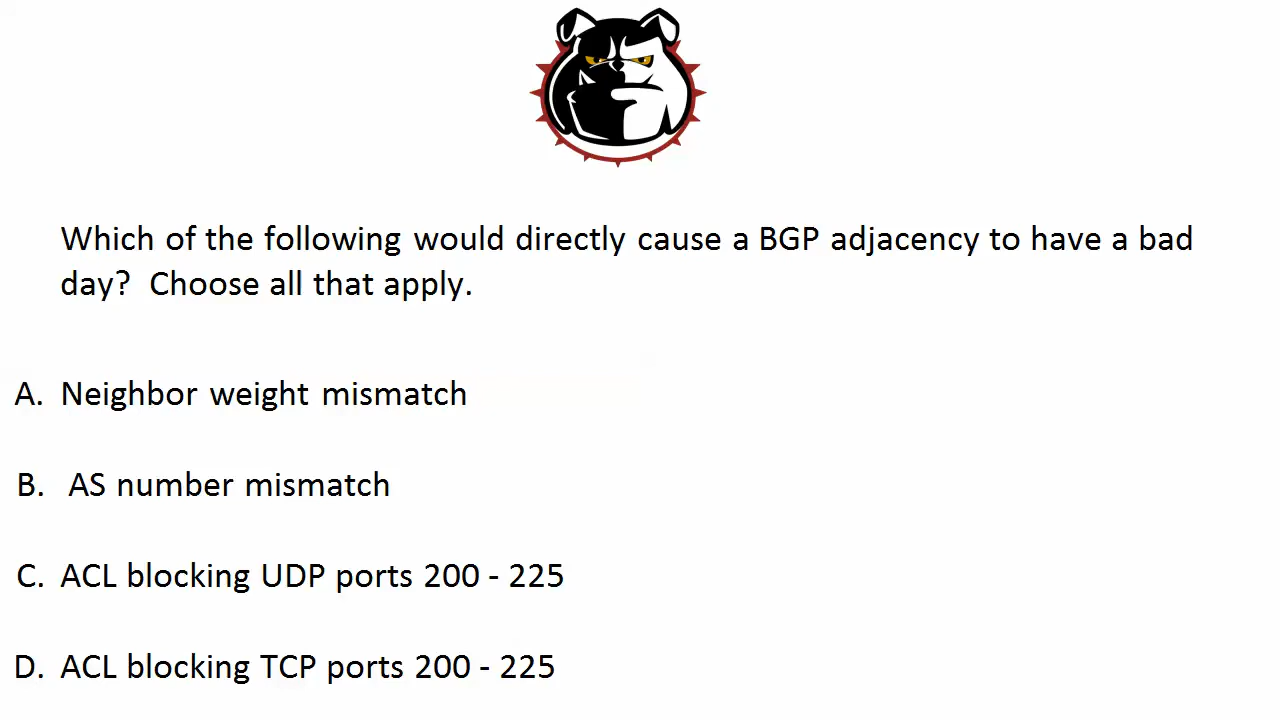 Which of the following would directly cause a BGP adjacency to have a bad
day?  Choose all that apply.
A. Neighbor weight mismatch
B. AS number mismatch
C. ACL blocking UDP ports 200 - 225
D. ACL blocking TCP ports 200 - 225